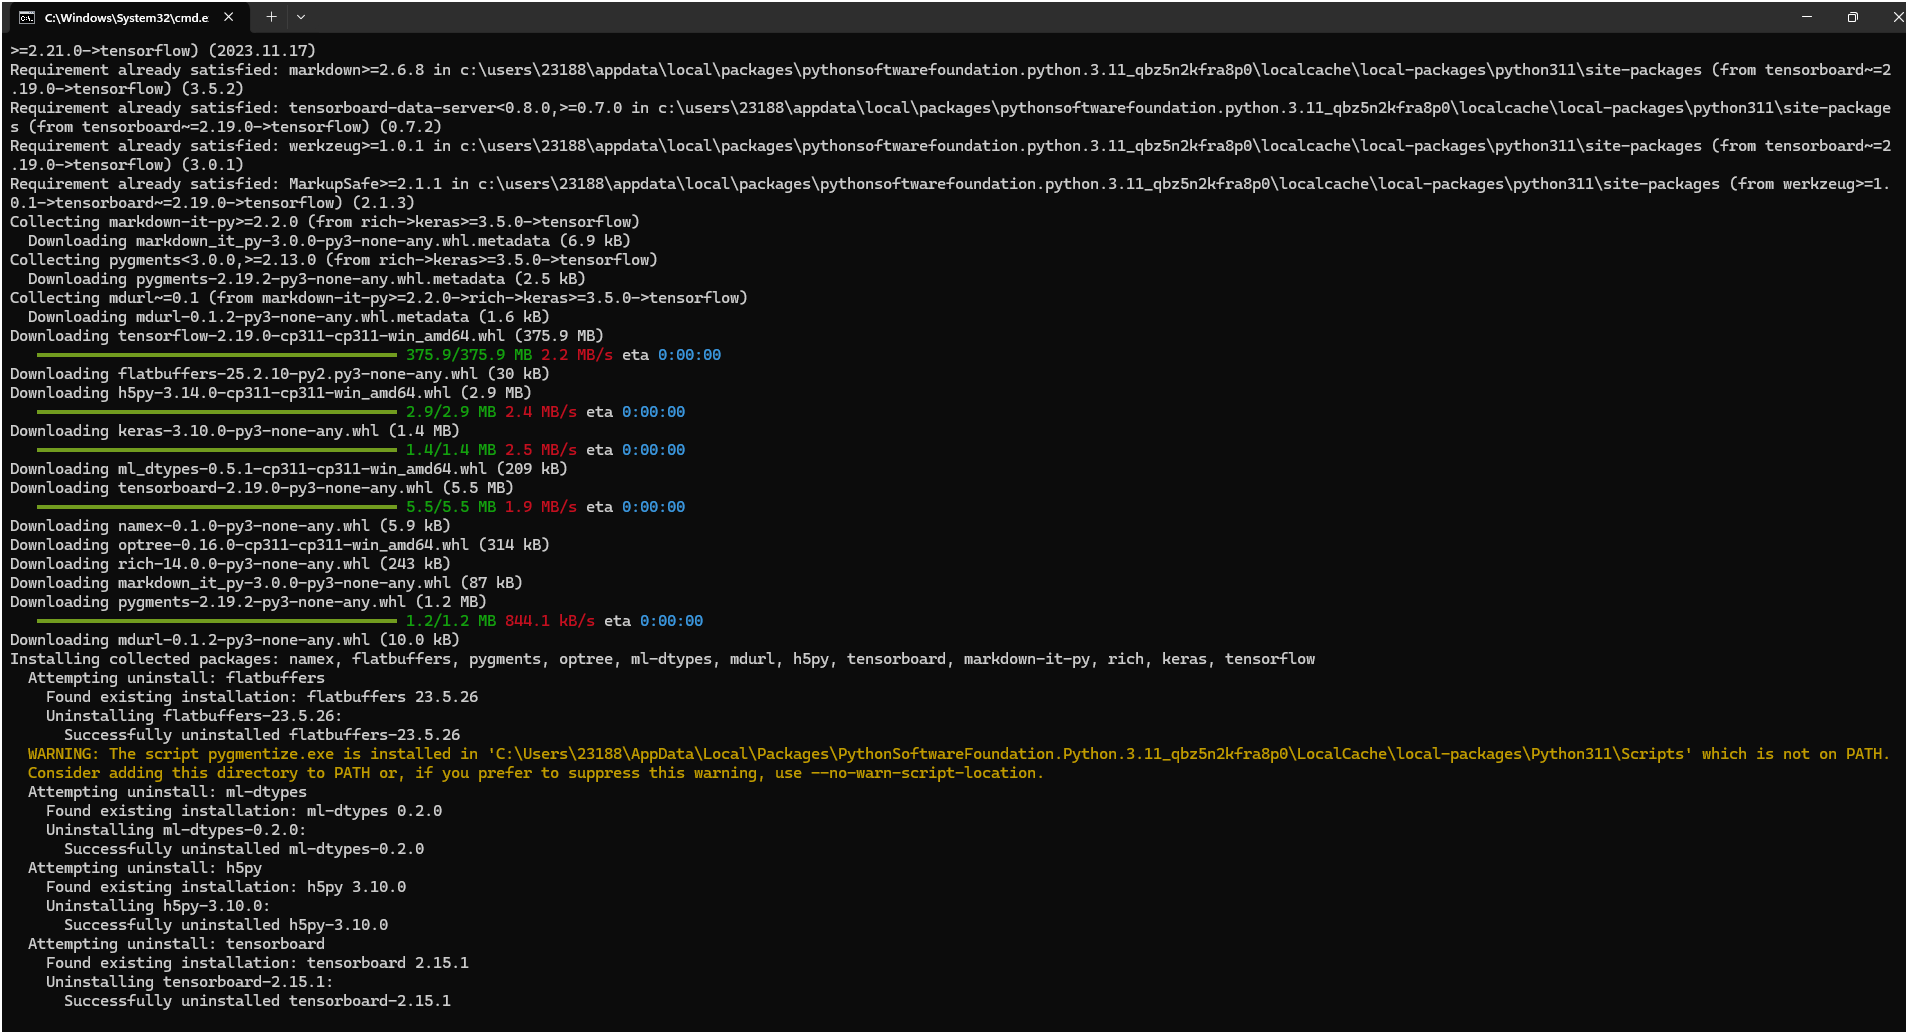 C:\Windows\System32\cmd.e
>=2.21.0->tensorflow) (2023.11.17)
Requirement already satisfied: markdown>=2.6.8 in c:\users\23188\appdata\local\packages\pythonsoftwarefoundation.python.3.11_qbz5n2kfra8p0\localcache\local-packages\python311\site-packages (from tensorboard~=2
.19.0->tensorflow) (3.5.2)
Requirement already satisfied: tensorboard-data-server<0.8.0,>=0.7.0 in c:\users\23188\appdata\local\packages\pythonsoftwarefoundation.python.3.11_qbz5n2kfra8p0\localcache\local-packages\python311\site-package
s (from tensorboard~=2.19.0->tensorflow) (0.7.2)
Requirement already satisfied: werkzeug>=1.0.1 in c:\users\23188\appdata\local\packages\pythonsoftwarefoundation.python.3.11_qbz5n2kfra8p0\localcache\local-packages\python311\site-packages (from tensorboard~=2
.19.0->tensorflow) (3.0.1)
Requirement already satisfied: MarkupSafe>=2.1.1 in c:\users\23188\appdata\local\packages\pythonsoftwarefoundation.python.3.11_qbz5n2kfra8p0\localcache\local-packages\python311\site-packages (from werkzeug>=1.
0.1->tensorboard~=2.19.0->tensorflow) (2.1.3)
Collecting markdown-it-py>=2.2.0 (from rich->keras>=3.5.0->tensorflow)
  Downloading markdown_it_py-3.0.0-py3-none-any.whl.metadata (6.9 kB)
Collecting pygments<3.0.0,>=2.13.0 (from rich->keras>=3.5.0->tensorflow)
  Downloading pygments-2.19.2-py3-none-any.whl.metadata (2.5 kB)
Collecting mdurl~=0.1 (from markdown-it-py>=2.2.0->rich->keras>=3.5.0->tensorflow)
  Downloading mdurl-0.1.2-py3-none-any.whl.metadata (1.6 kB)
Downloading tensorflow-2.19.0-cp311-cp311-win_amd64.whl (375.9 MB)
375.9/375.9 MB 2.2 MB/s eta 0:00:00
Downloading flatbuffers-25.2.10-py2.py3-none-any.whl (30 kB)
Downloading h5py-3.14.0-cp311-cp311-win_amd64.whl (2.9 MB)
2.9/2.9 MB 2.4 MB/s eta 0:00:00
Downloading keras-3.10.0-py3-none-any.whl (1.4 MB)
1.4/1.4 MB 2.5 MB/s eta 0:00:00
Downloading ml_dtypes-0.5.1-cp311-cp311-win_amd64.whl (209 kB)
Downloading tensorboard-2.19.0-py3-none-any.whl (5.5 MB)
5.5/5.5 MB 1.9 MB/s eta 0:00:00
Downloading namex-0.1.0-py3-none-any.whl (5.9 kB)
Downloading optree-0.16.0-cp311-cp311-win_amd64.whl (314 kB)
Downloading rich-14.0.0-py3-none-any.whl (243 kB)
Downloading markdown_it_py-3.0.0-py3-none-any.whl (87 kB)
Downloading pygments-2.19.2-py3-none-any.whl (1.2 MB)
1.2/1.2 MB 844.1 kB/s eta 0:00:00
Downloading mdurl-0.1.2-py3-none-any.whl (10.0 kB)
Installing collected packages: namex, flatbuffers, pygments, optree, ml-dtypes, mdurl, h5py, tensorboard, markdown-it-py, rich, keras, tensorflow
  Attempting uninstall: flatbuffers
    Found existing installation: flatbuffers 23.5.26
    Uninstalling flatbuffers-23.5.26:
      Successfully uninstalled flatbuffers-23.5.26
  WARNING: The script pygmentize.exe is installed in 'C:\Users\23188\AppData\Local\Packages\PythonSoftwareFoundation.Python.3.11_qbz5n2kfra8p0\LocalCache\local-packages\Python311\Scripts' which is not on PATH.
  Consider adding this directory to PATH or, if you prefer to suppress this warning, use --no-warn-script-location.
  Attempting uninstall: ml-dtypes
    Found existing installation: ml-dtypes 0.2.0
    Uninstalling ml-dtypes-0.2.0:
      Successfully uninstalled ml-dtypes-0.2.0
  Attempting uninstall: h5py
    Found existing installation: h5py 3.10.0
    Uninstalling h5py-3.10.0:
      Successfully uninstalled h5py-3.10.0
  Attempting uninstall: tensorboard
    Found existing installation: tensorboard 2.15.1
    Uninstalling tensorboard-2.15.1:
      Successfully uninstalled tensorboard-2.15.1